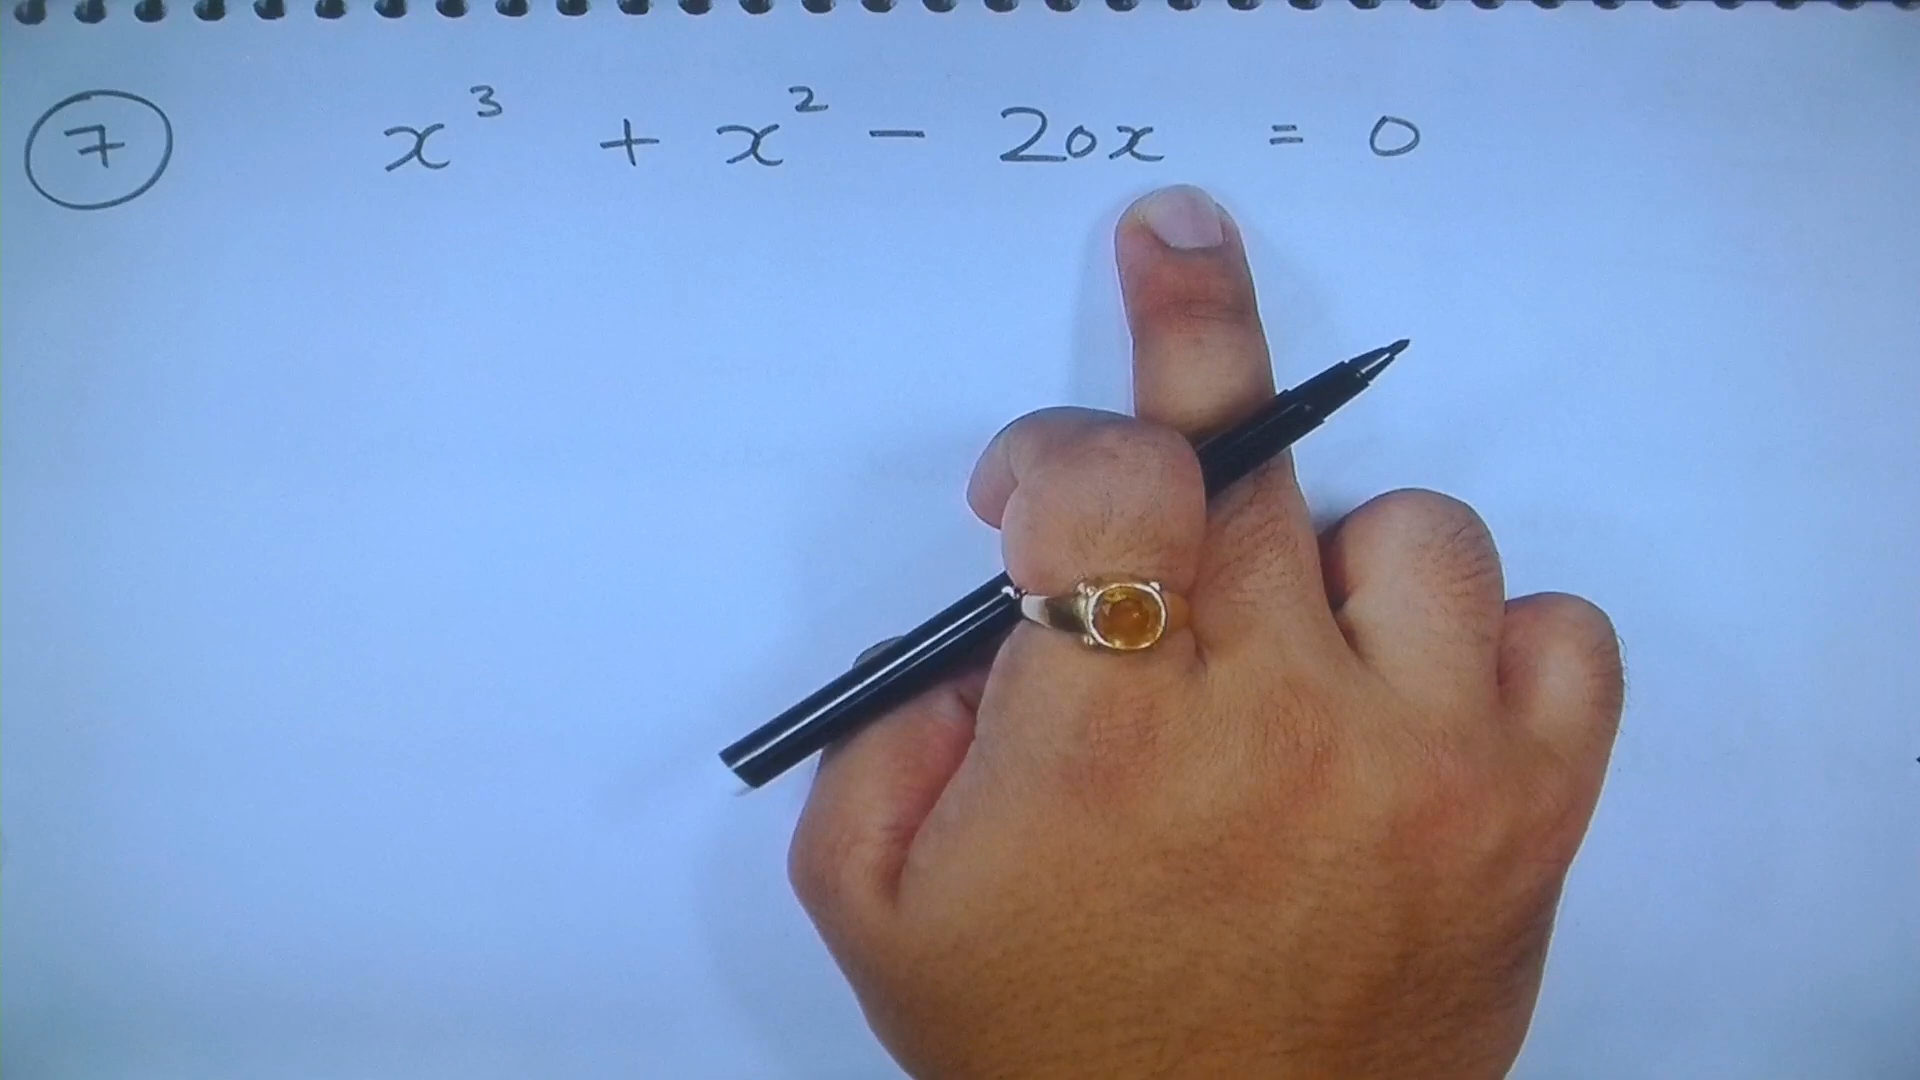 7 x³ + x² - 20x = 0